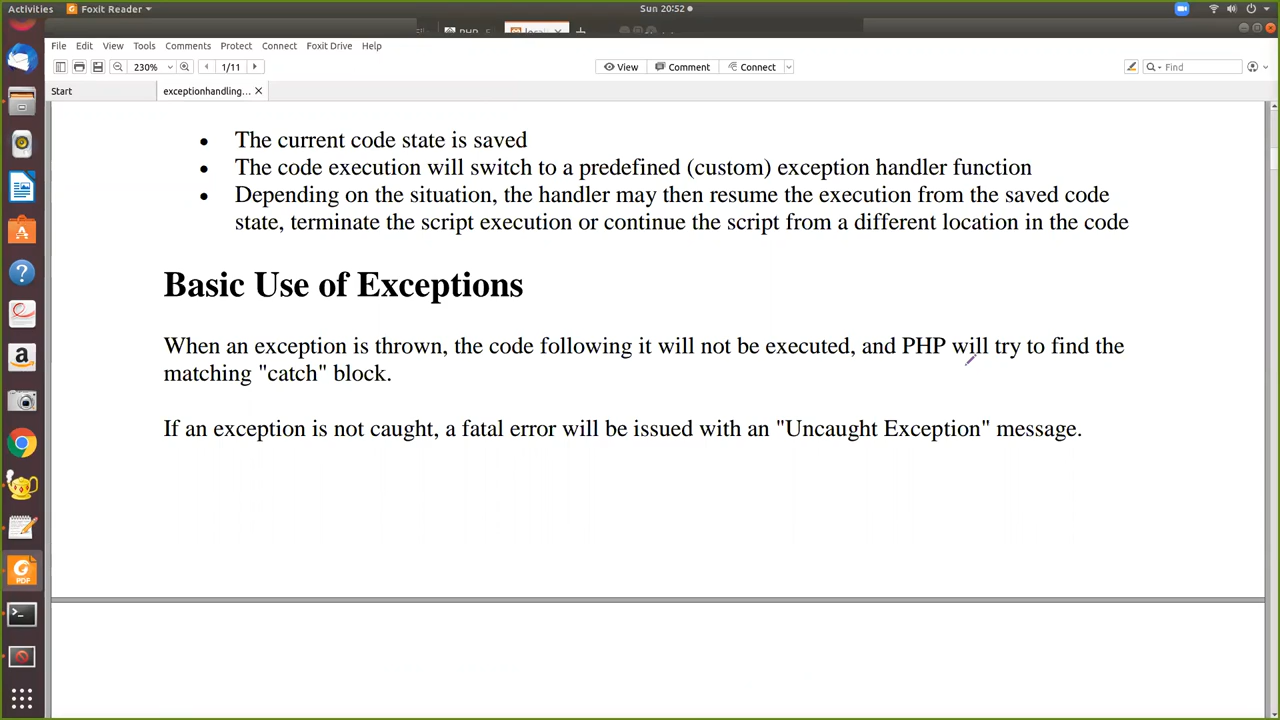 Activities Foxit Reader Sun 20:52
File Edit View Tools Comments Protect Connect Foxit Drive Help
230% 1/11 View Comment Connect Find
Start exceptionhandling...
• The current code state is saved
• The code execution will switch to a predefined (custom) exception handler function
• Depending on the situation, the handler may then resume the execution from the saved code
state, terminate the script execution or continue the script from a different location in the code
Basic Use of Exceptions
When an exception is thrown, the code following it will not be executed, and PHP will try to find the
matching "catch" block.
If an exception is not caught, a fatal error will be issued with an "Uncaught Exception" message.